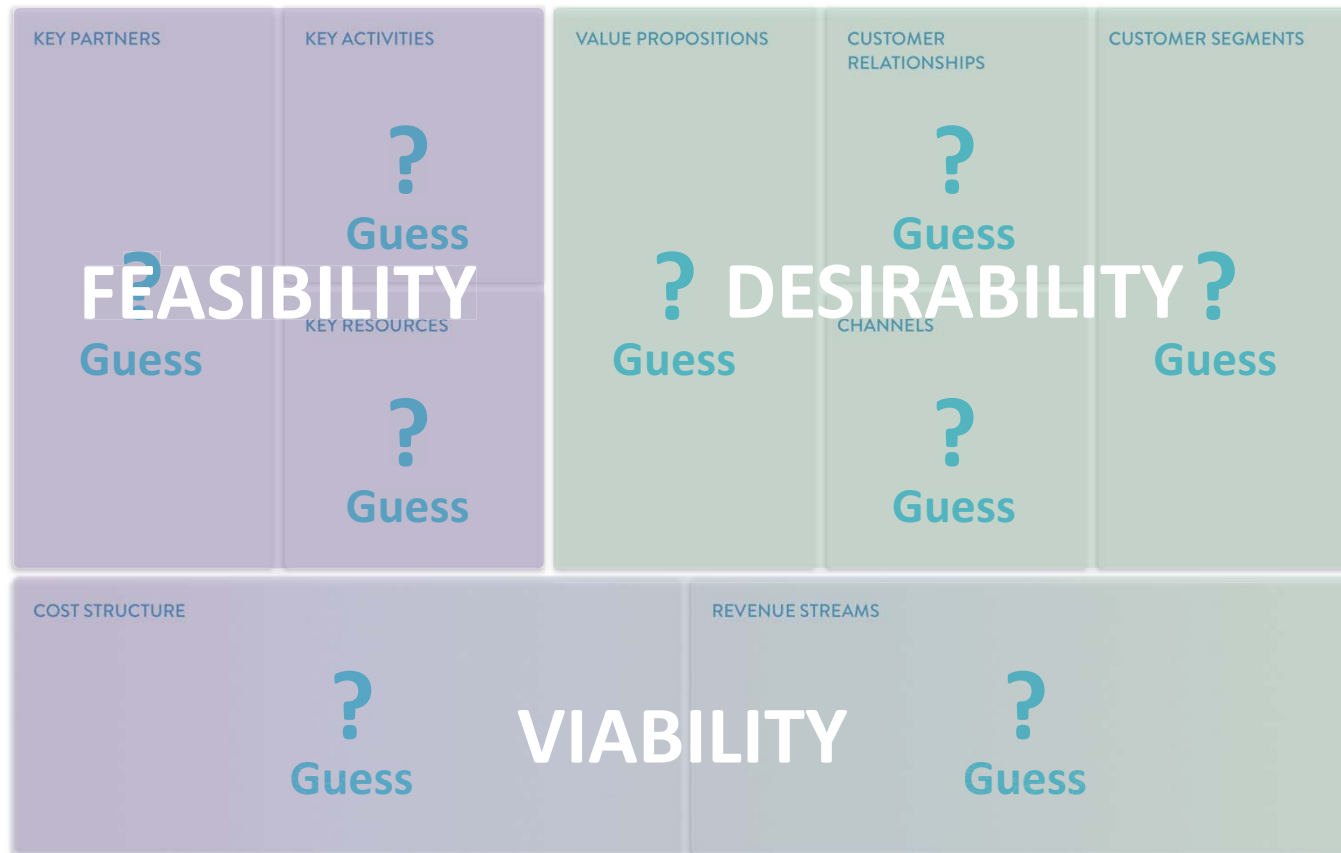 KEY PARTNERS
?
Guess
KEY ACTIVITIES
?
Guess
KEY RESOURCES
?
Guess
FEASIBILITY
VALUE PROPOSITIONS
?
Guess
CUSTOMER
RELATIONSHIPS
?
Guess
CHANNELS
?
Guess
CUSTOMER SEGMENTS
?
Guess
DESIRABILITY
COST STRUCTURE
?
Guess
REVENUE STREAMS
?
Guess
VIABILITY